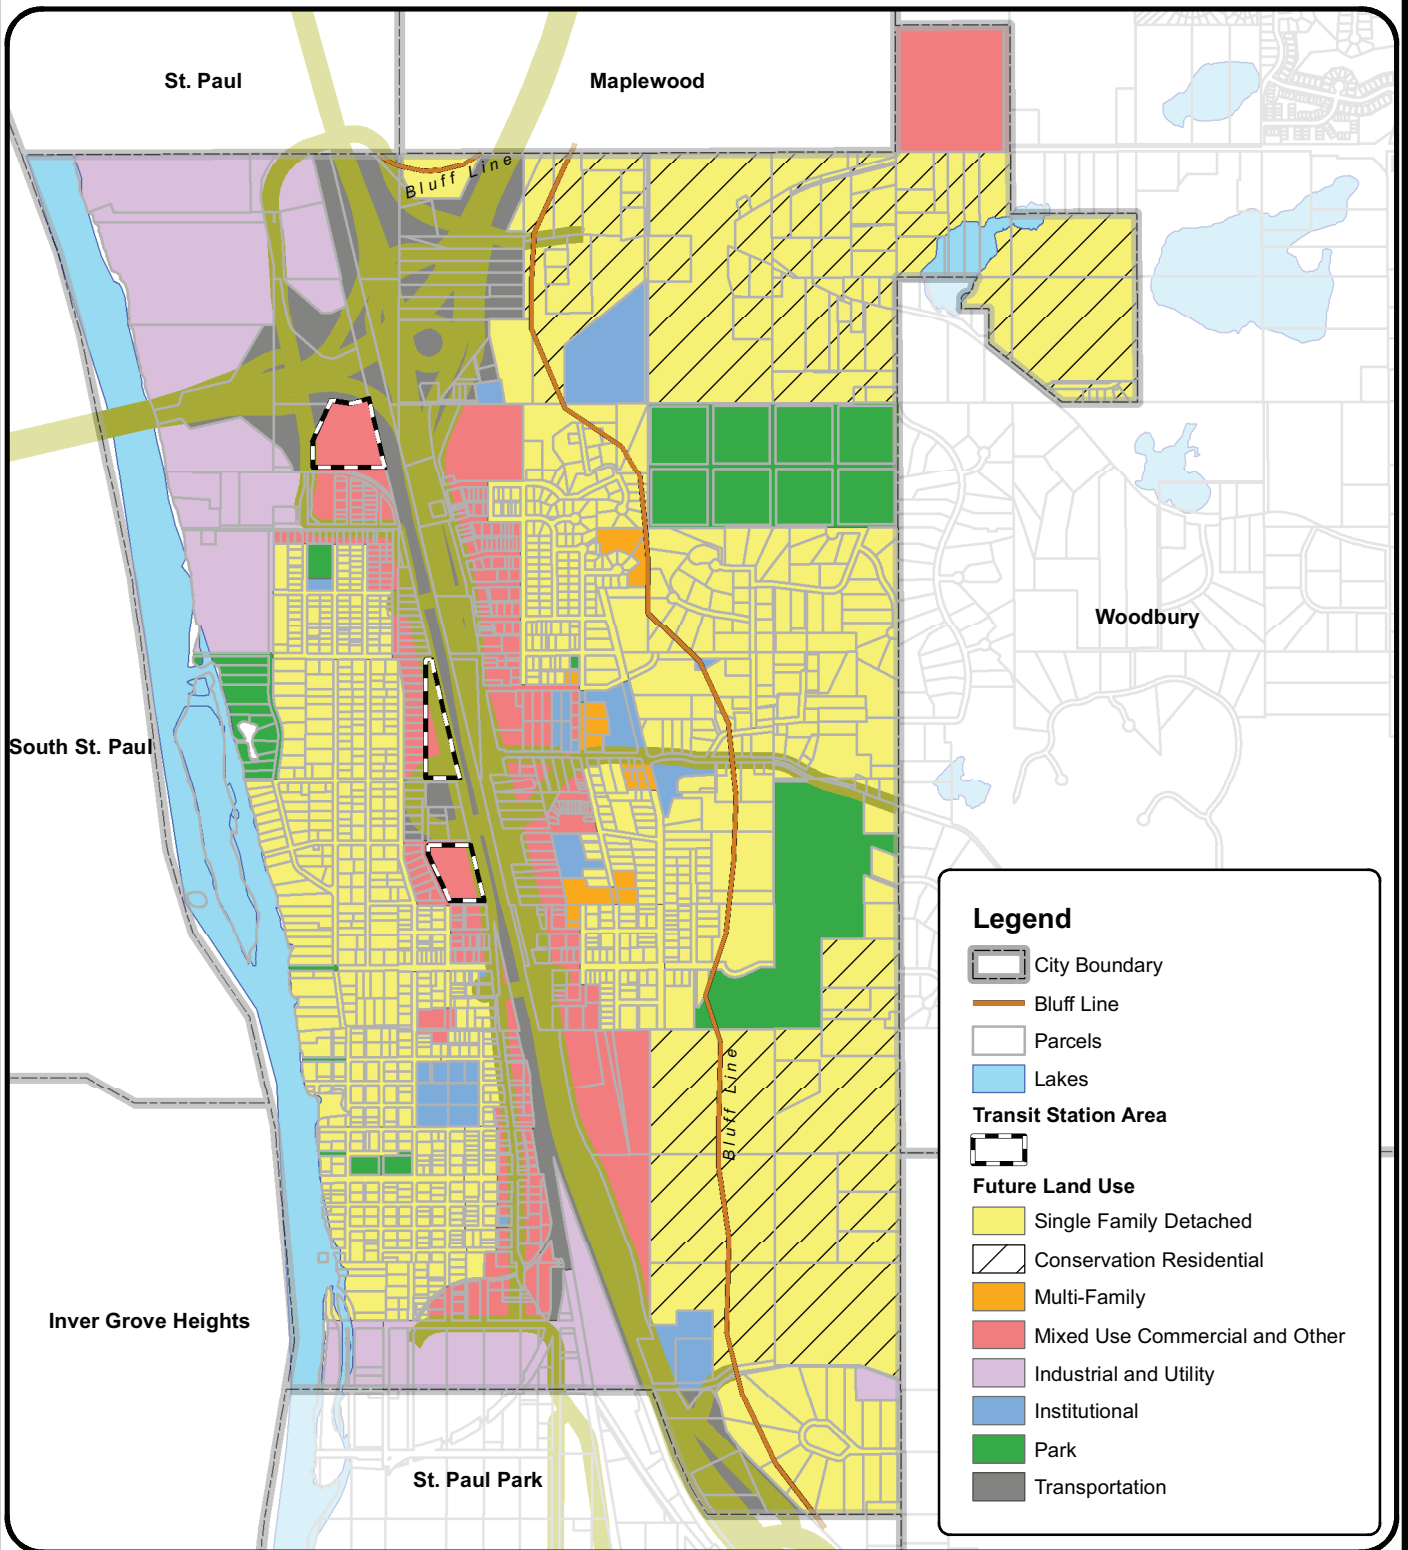 St. Paul
Maplewood
Bluff Line
Woodbury
South St. Paul
Bluff Line
Inver Grove Heights
St. Paul Park
Legend
City Boundary
Bluff Line
Parcels
Lakes
Transit Station Area
Future Land Use
Single Family Detached
Conservation Residential
Multi-Family
Mixed Use Commercial and Other
Industrial and Utility
Institutional
Park
Transportation